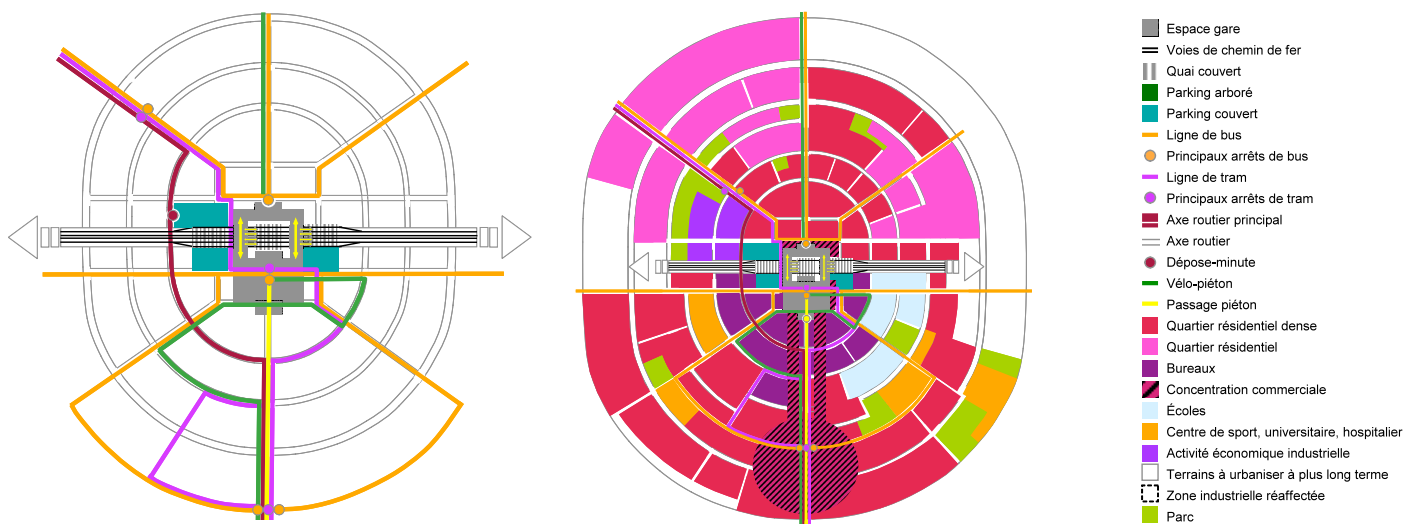 Espace gare
Voies de chemin de fer
Quai couvert
Parking arboré
Parking couvert
Ligne de bus
Principaux arrêts de bus
Ligne de tram
Principaux arrêts de tram
Axe routier principal
Axe routier
Dépose-minute
Vélo-piéton
Passage piéton
Quartier résidentiel dense
Quartier résidentiel
Bureaux
Concentration commerciale
Écoles
Centre de sport, universitaire, hospitalier
Activité économique industrielle
Terrains à urbaniser à plus long terme
Zone industrielle réaffectée
Parc